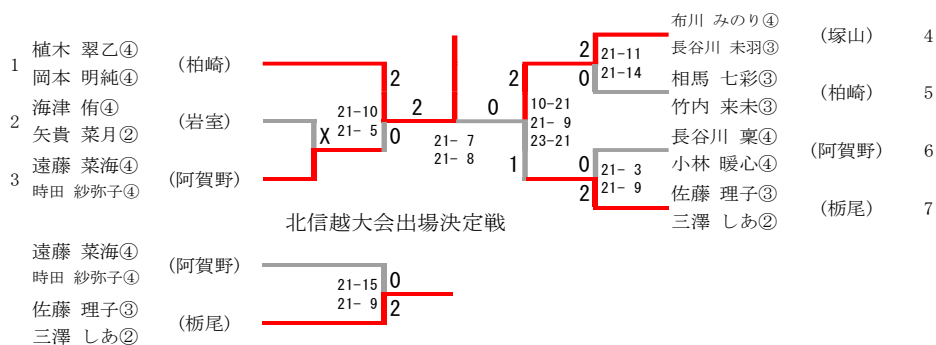 1 植木 翠乙④
岡本 明純④
(柏崎)
2 海津 侑④
矢貴 菜月②
(岩室)
3 遠藤 菜海④
時田 紗弥子④
(阿賀野)
2
21-10
21- 5
0
X
2
0
21- 7
21- 8
2
10-21
21- 9
23-21
1
2
21-11
21-14
0
0
21- 3
21- 9
2
布川 みのり④
長谷川 未羽③
(塚山) 4
相馬 七彩③
竹内 来未③
(柏崎) 5
長谷川 稟④
小林 暖心④
(阿賀野) 6
佐藤 理子③
三澤 しあ②
(栃尾) 7
北信越大会出場決定戦
遠藤 菜海④
時田 紗弥子④
(阿賀野)
佐藤 理子③
三澤 しあ②
(栃尾)
21-15
21- 9
0
2